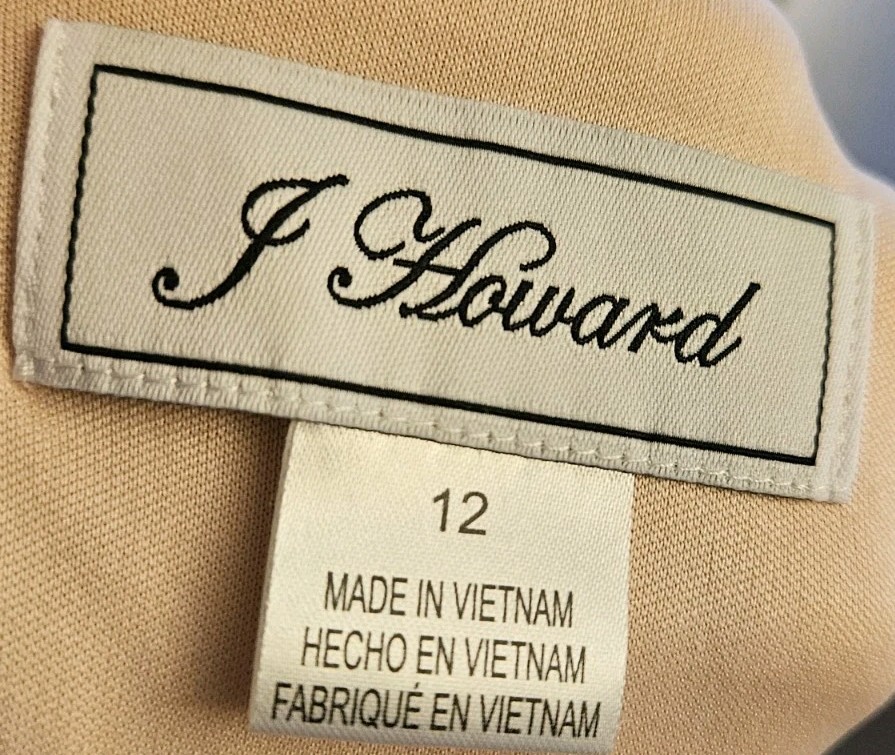 J Howard
12
MADE IN VIETNAM
HECHO EN VIETNAM
FABRIQUÉ EN VIETNAM